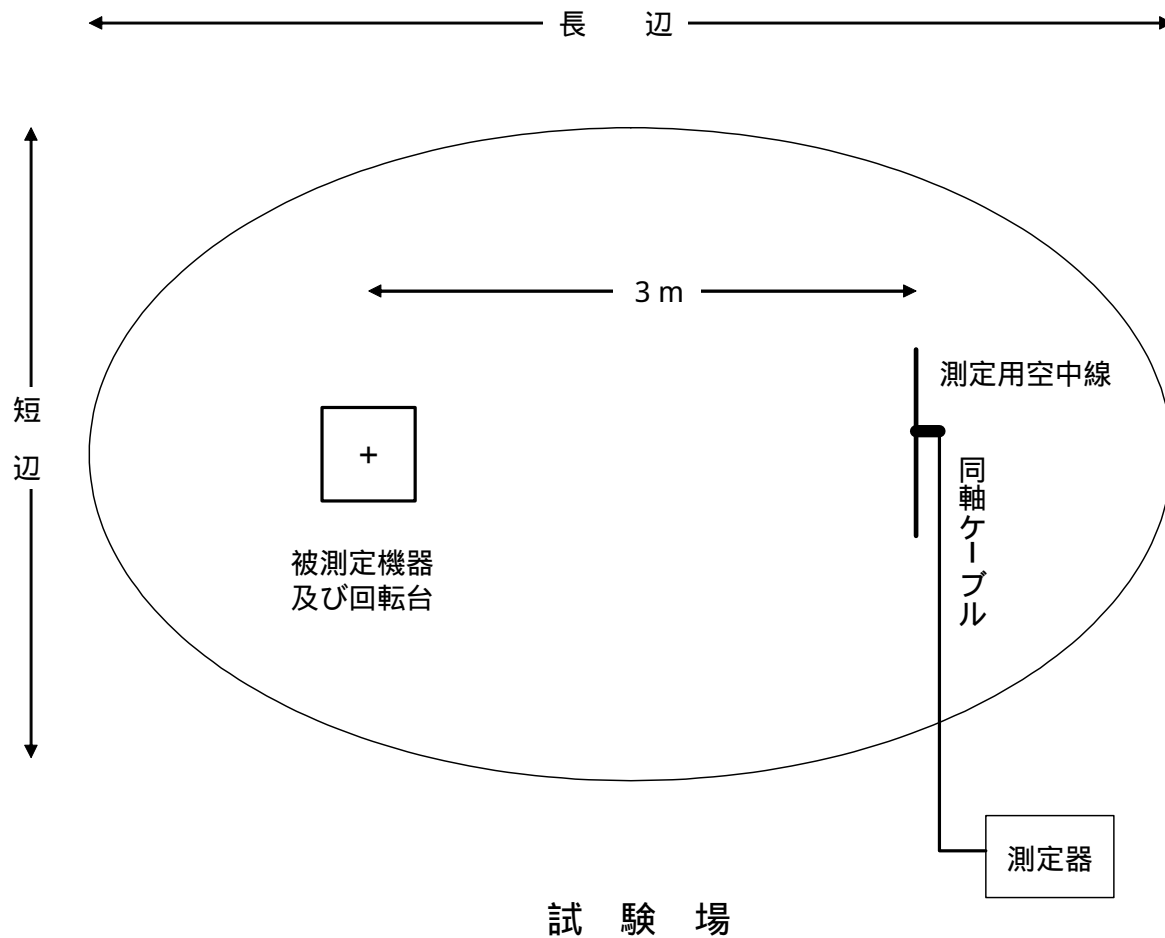 長　辺
3 m
測定用空中線
短辺
+
同軸ケーブル
被測定機器
及び回転台
測定器
試　験　場